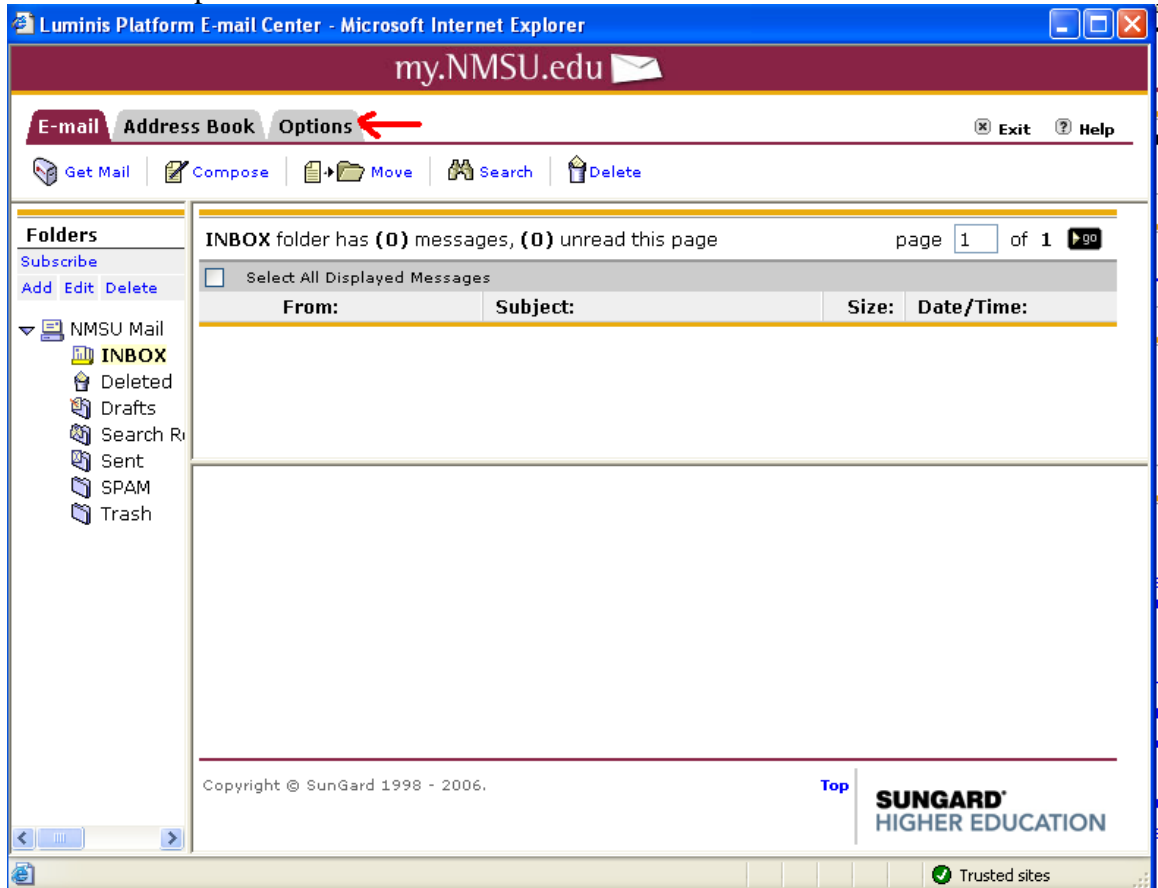 Luminis Platform E-mail Center - Microsoft Internet Explorer
my.NMSU.edu
E-mail Address Book Options Exit Help
Get Mail Compose Move Search Delete
Folders
Subscribe
Add Edit Delete
NMSU Mail
INBOX
Deleted
Drafts
Search R
Sent
SPAM
Trash
INBOX folder has (0) messages, (0) unread this page page 1 of 1 go
Select All Displayed Messages
From: Subject: Size: Date/Time:
Copyright © SunGard 1998 - 2006. Top
SUNGARD®
HIGHER EDUCATION
Trusted sites